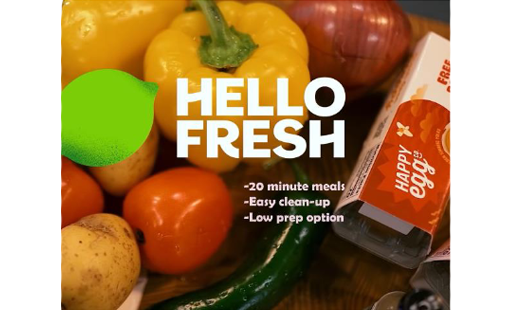 HELLO
FRESH
-20 minute meals
-Easy clean-up
-Low prep option
FREE
HAPPY
egg